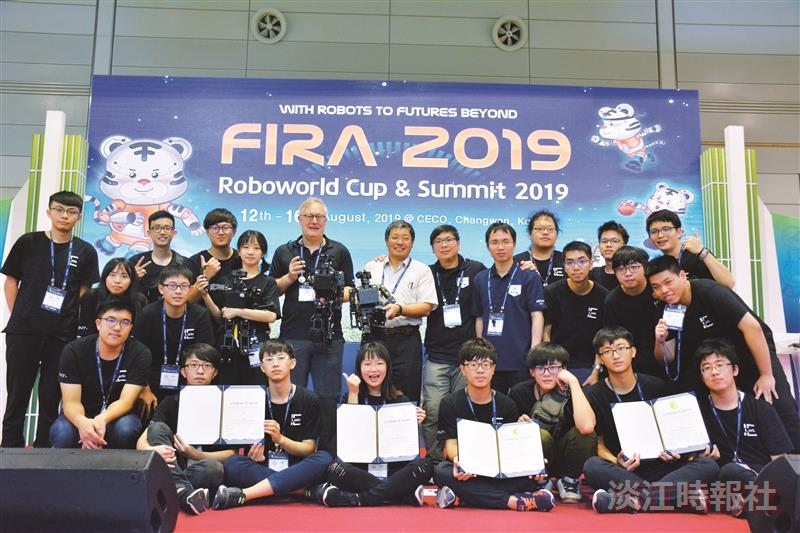 WITH ROBOTS TO FUTURES BEYOND
FIRA 2019
Roboworld Cup & Summit 2019
12th - 16 August, 2019 @ CECO, Changwon, Ko
淡江時報社